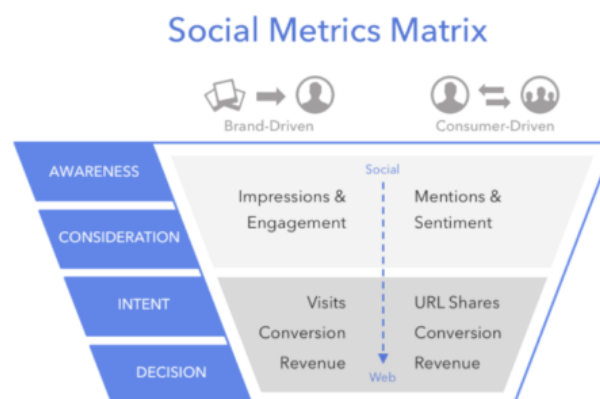 Social Metrics Matrix
Brand-Driven
Consumer-Driven
AWARENESS
CONSIDERATION
INTENT
DECISION
Social
Impressions &
Engagement
Mentions &
Sentiment
Visits
Conversion
Revenue
URL Shares
Conversion
Revenue
Web